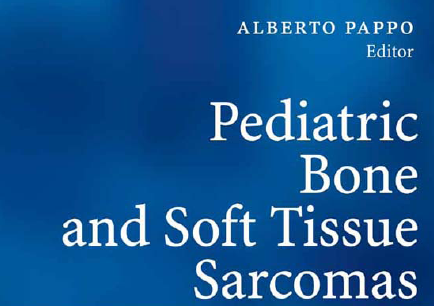 ALBERTO PAPPO
Editor
Pediatric
Bone
and Soft Tissue
Sarcomas